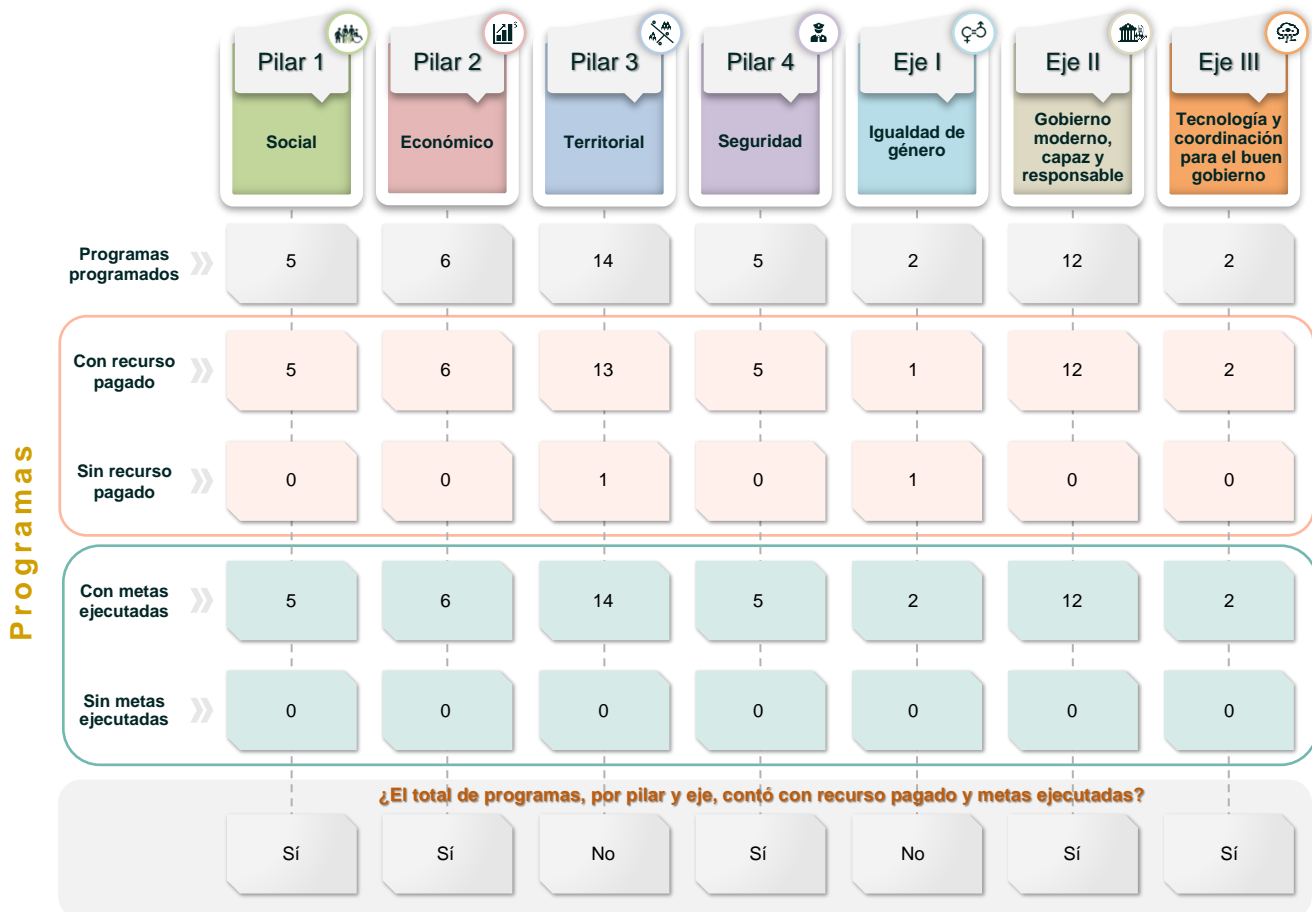 Pilar 1
Pilar 2
Pilar 3
Pilar 4
Eje I
Eje II
Eje III
Social
Económico
Territorial
Seguridad
Igualdad de
género
Gobierno
moderno,
capaz y
responsable
Tecnología y
coordinación
para el buen
gobierno
Programas
Programas
programados
5
6
14
5
2
12
2
Con recurso
pagado
5
6
13
5
1
12
2
Sin recurso
pagado
0
0
1
0
1
0
0
Con metas
ejecutadas
5
6
14
5
2
12
2
Sin metas
ejecutadas
0
0
0
0
0
0
0
¿El total de programas, por pilar y eje, contó con recurso pagado y metas ejecutadas?
Sí
Sí
No
Sí
No
Sí
Sí